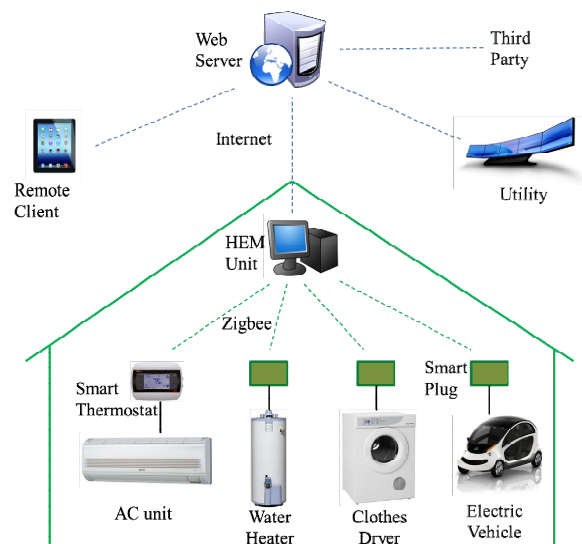 Web
Server
Third
Party
Internet
Remote
Client
Utility
HEM
Unit
Zigbee
Smart
Thermostat
Smart
Plug
AC unit
Water
Heater
Clothes
Dryer
Electric
Vehicle